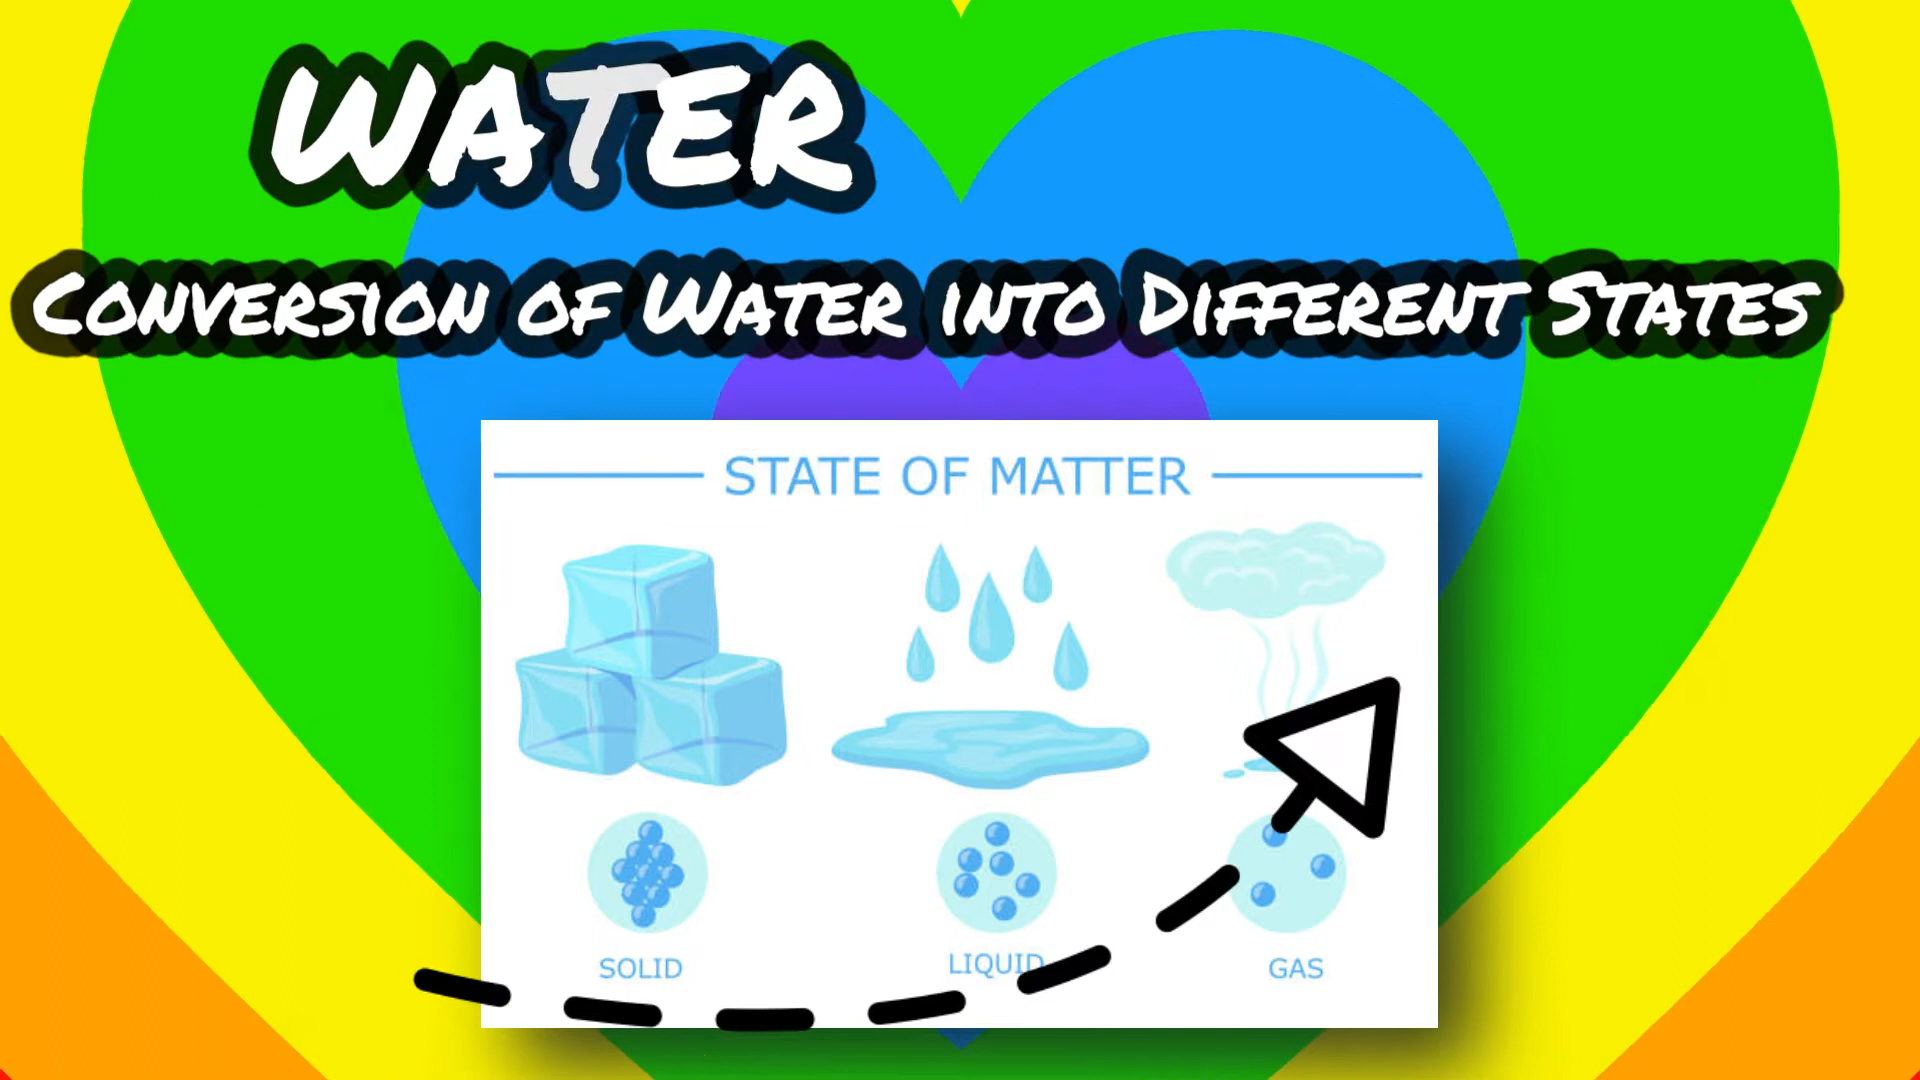 WATER
Conversion of Water into Different States
STATE OF MATTER
SOLID
LIQUID
GAS